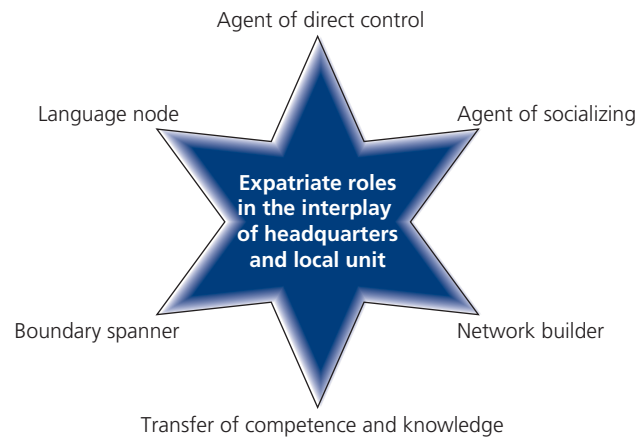 Agent of direct control
Language node
Agent of socializing
Expatriate roles
in the interplay
of headquarters
and local unit
Boundary spanner
Network builder
Transfer of competence and knowledge